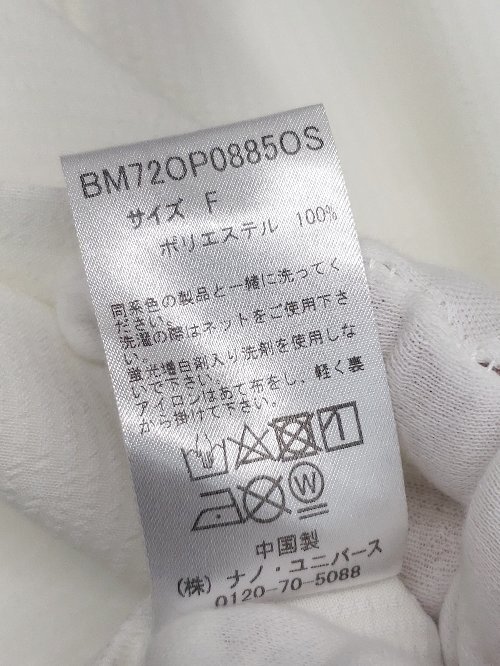 BM72OP0885OS
サイズ F
ポリエステル 100%
同系色の製品と一緒に洗ってく
ださい。
洗濯の際はネットをご使用下さ
い。
蛍光増白剤入り洗剤を使用しな
いで下さい。
アイロンはあて布をし、軽く裏
から掛けて下さい。
W
中国製
(株) ナノ・ユニバース
0120-70-5088